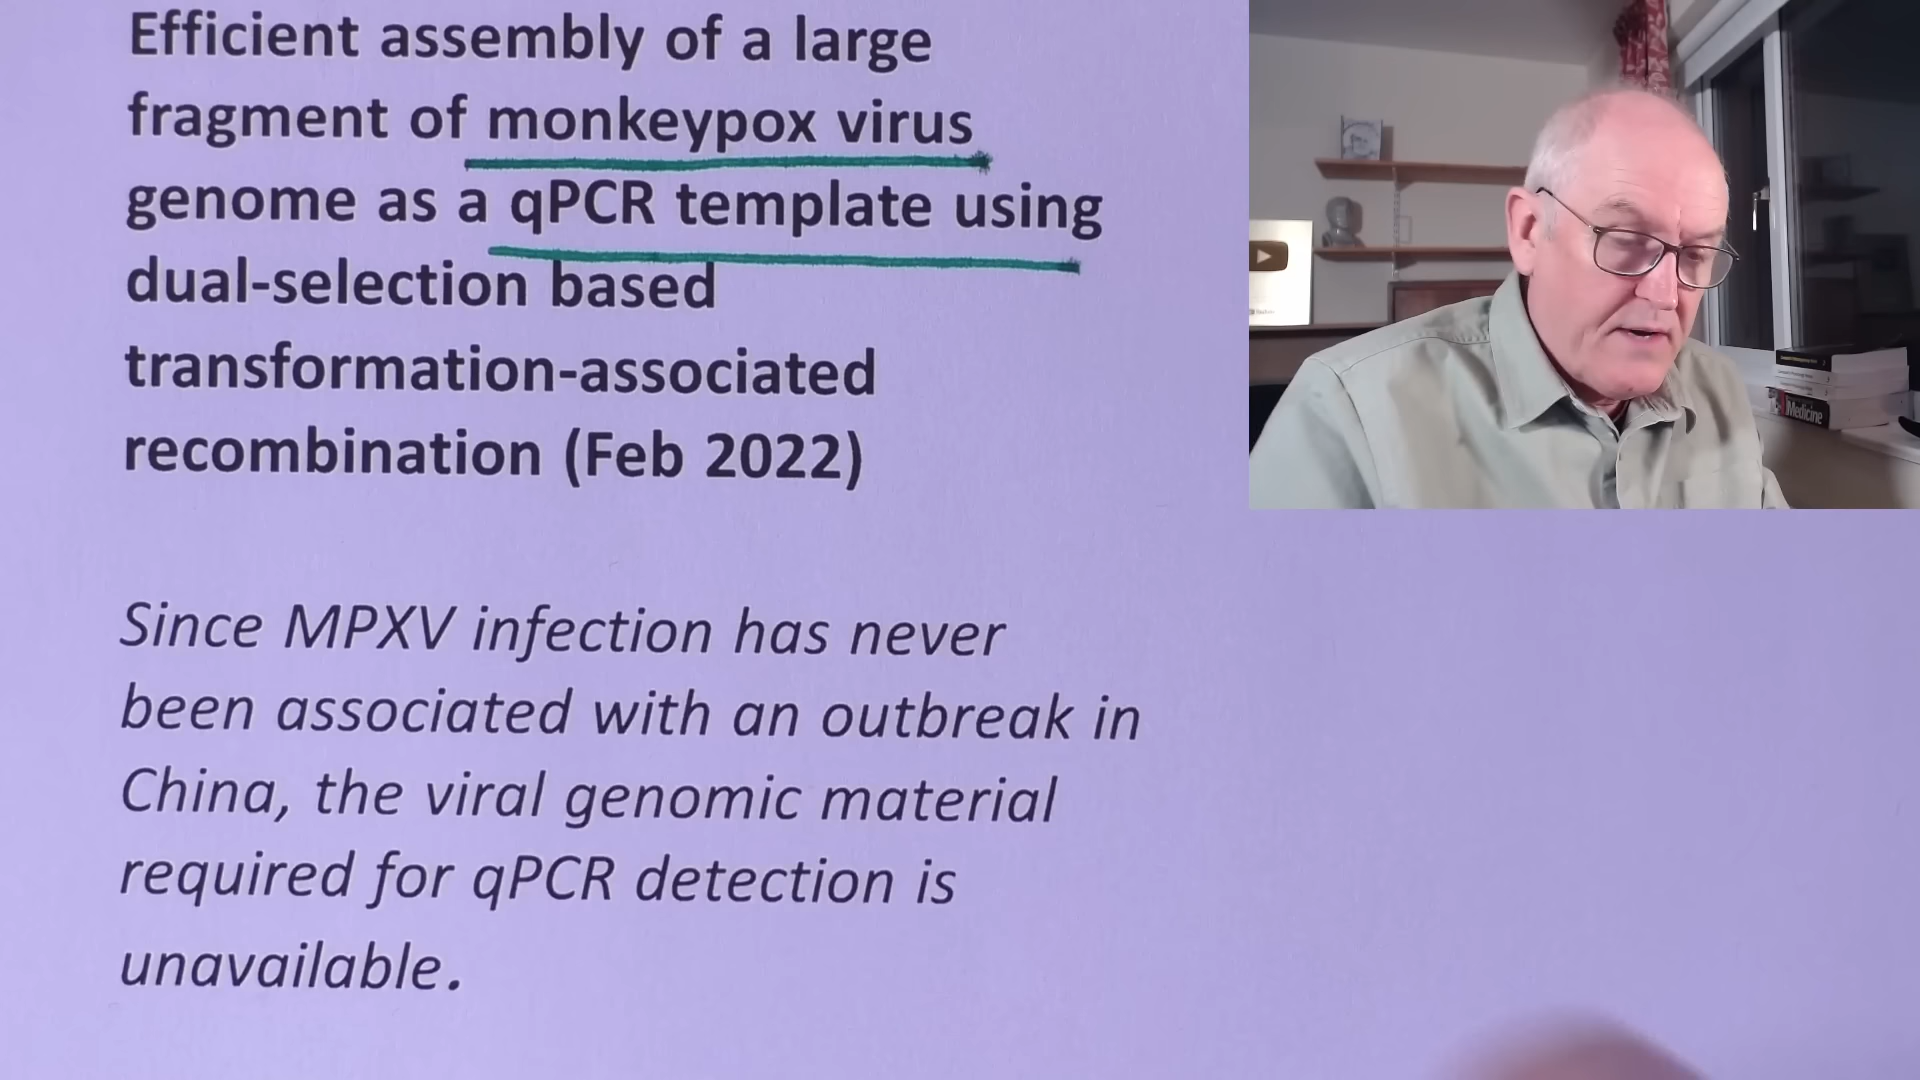 Efficient assembly of a large
fragment of monkeypox virus
genome as a qPCR template using
dual-selection based
transformation-associated
recombination (Feb 2022)
Since MPXV infection has never
been associated with an outbreak in
China, the viral genomic material
required for qPCR detection is
unavailable.
Medicine